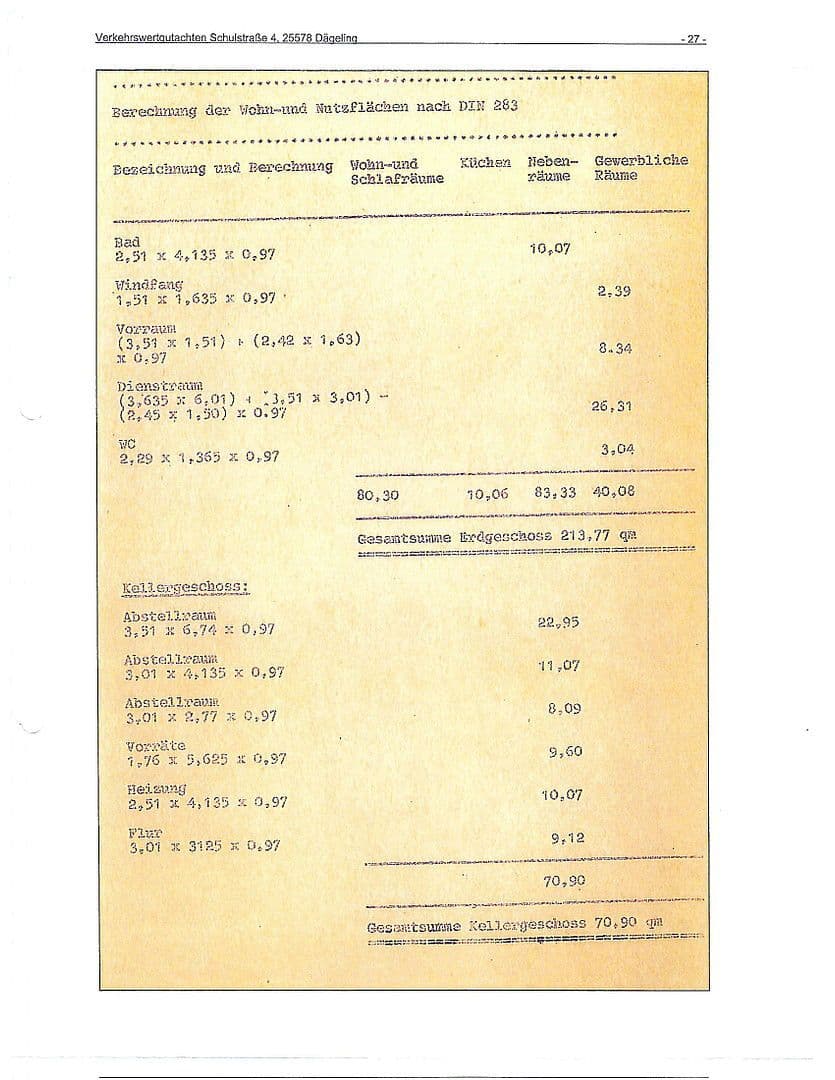 Verkehrswertgutachten Schulstraße 4, 25578 Dägeling - 27 -
Berechnung der Wohn-und Nutzflächen nach DIN 283
Bezeichnung und Berechnung Wohn-und Schlafräume Küchen Neben-räume Gewerbliche Räume
Bad
2,51 x 4,135 x 0,97 10,07
Windfang
1,51 x 1,635 x 0,97 2,39
Vorraum
(3,51 x 1,51) + (2,42 x 1,63)
x 0,97 8.34
Dienstraum
(3,635 x 6,01) + (3,51 x 3,01) -
(2,45 x 1,50) x 0.97 26,31
WC
2,29 x 1,365 x 0,97 3,04
80,30 10,06 83,33 40,08
Gesamtsumme Erdgeschoss 213,77 qm
Kellergeschoss:
Abstellraum
3,51 x 6,74 x 0,97 22,95
Abstellraum
3,01 x 4,135 x 0,97 11,07
Abstellraum
3,01 x 2,77 x 0,97 8,09
Vorräte
1,76 x 5,625 x 0,97 9,60
Heizung
2,51 x 4,135 x 0,97 10,07
Flur
3,01 x 3125 x 0,97 9,12
70,90
Gesamtsumme Kellergeschoss 70,90 qm